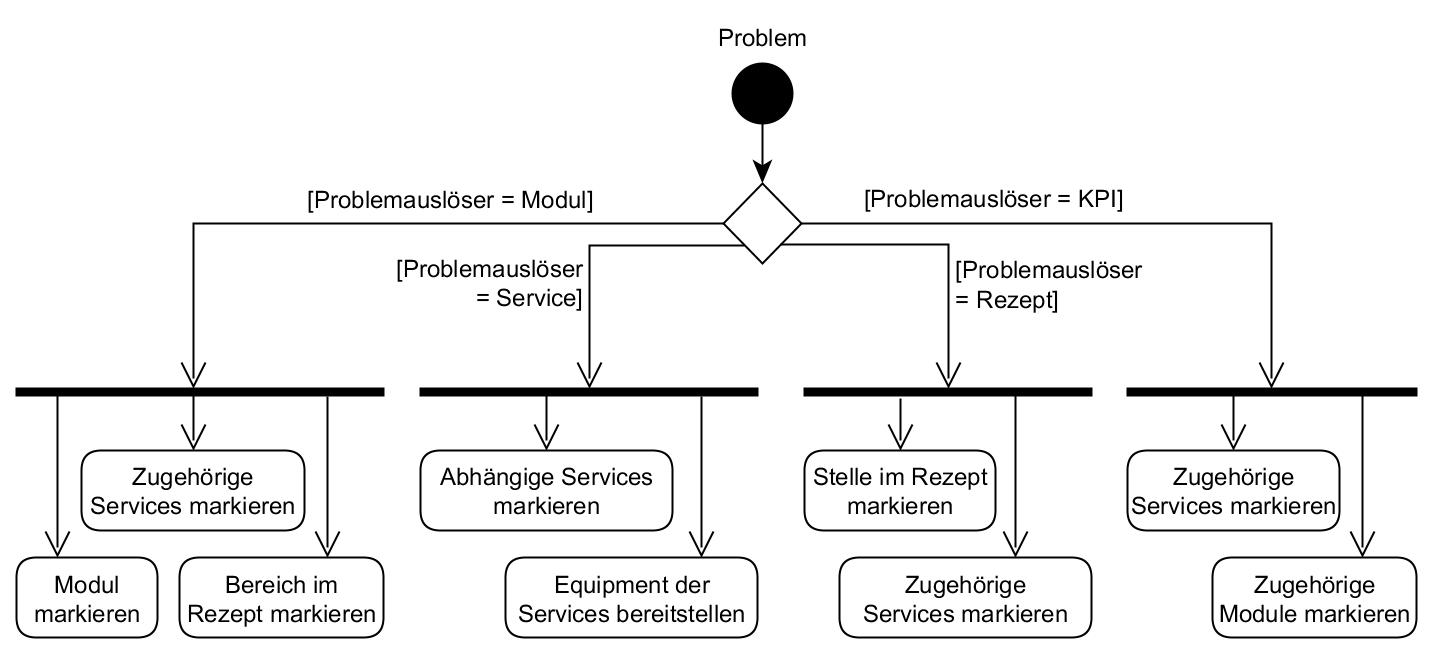 Problem
[Problemauslöser = Modul]
[Problemauslöser = KPI]
[Problemauslöser
= Service]
[Problemauslöser
= Rezept]
Zugehörige
Services markieren
Modul
markieren
Bereich im
Rezept markieren
Abhängige Services
markieren
Equipment der
Services bereitstellen
Stelle im Rezept
markieren
Zugehörige
Services markieren
Zugehörige
Services markieren
Zugehörige
Module markieren